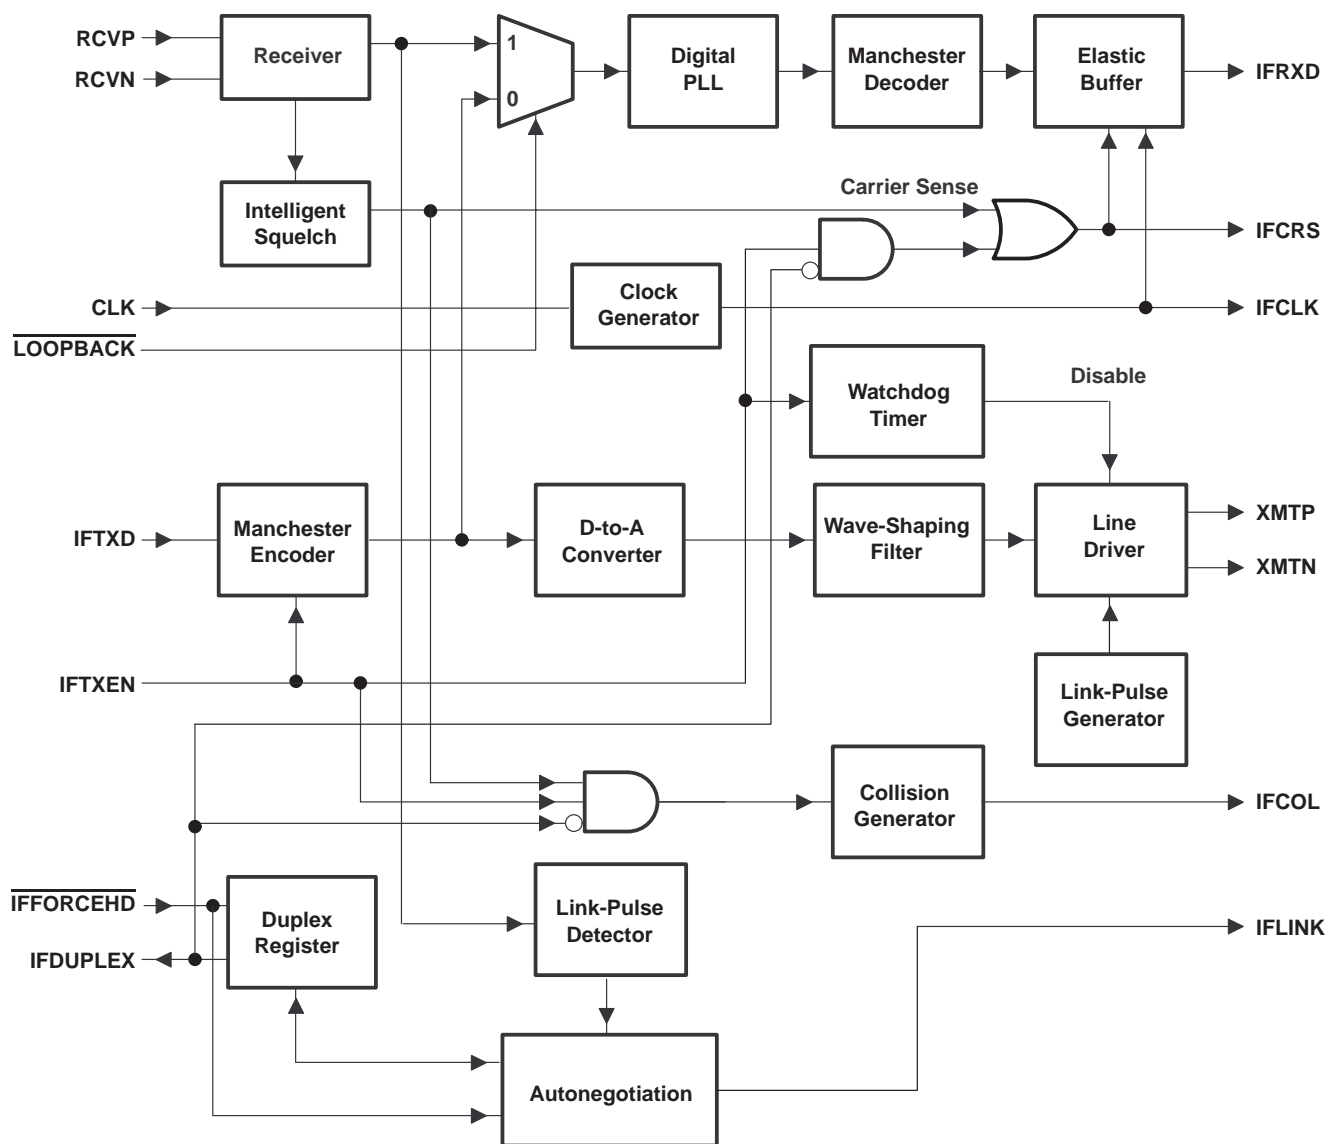 RCVP
RCVN
Receiver
1
0
Digital
PLL
Manchester
Decoder
Elastic
Buffer
IFRXD
Intelligent
Squelch
Carrier Sense
IFCRS
CLK
Clock
Generator
IFCLK
LOOPBACK
Watchdog
Timer
Disable
IFTXD
Manchester
Encoder
D-to-A
Converter
Wave-Shaping
Filter
Line
Driver
XMTP
XMTN
IFTXEN
Link-Pulse
Generator
Collision
Generator
IFCOL
IFFORCEHD
IFDUPLEX
Duplex
Register
Link-Pulse
Detector
IFLINK
Autonegotiation